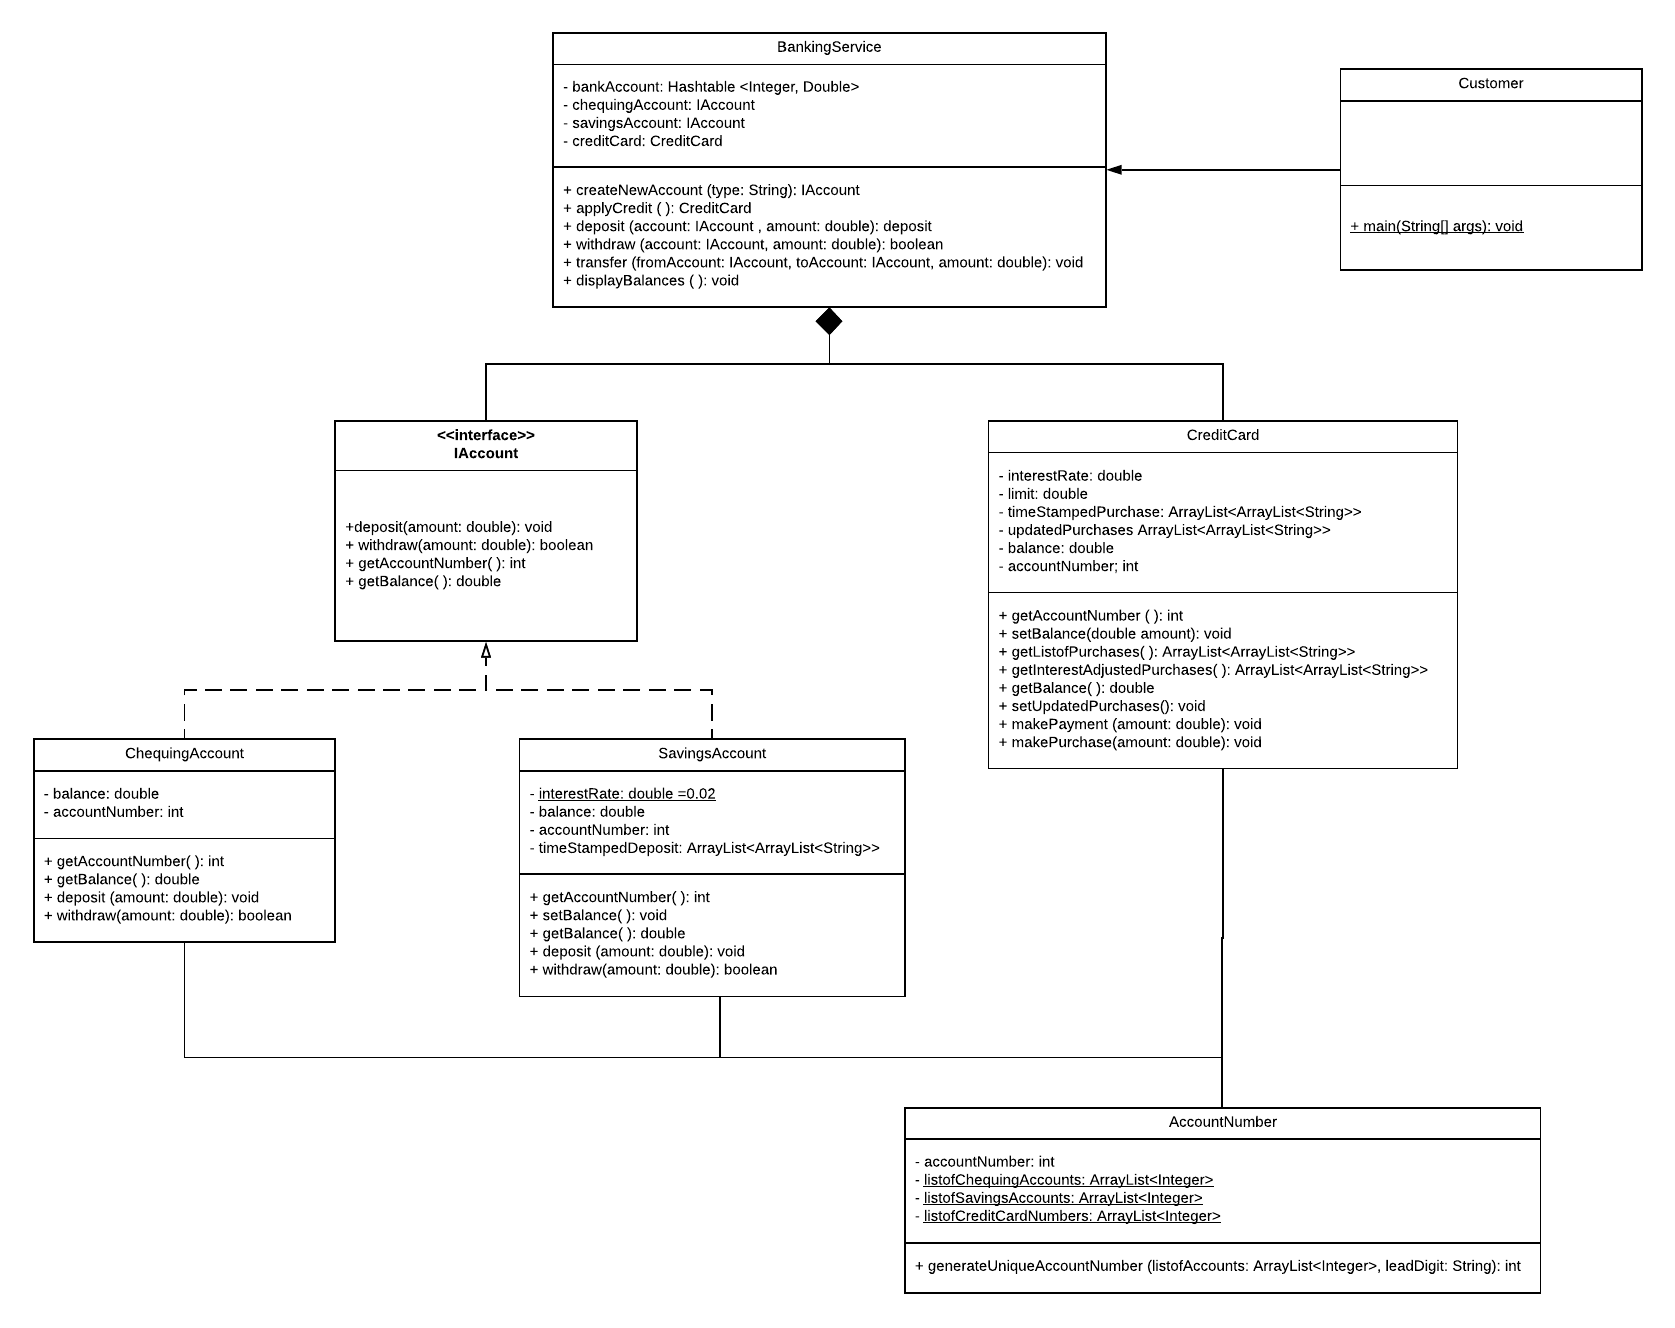 BankingService
- bankAccount: Hashtable <Integer, Double>
- chequingAccount: IAccount
- savingsAccount: IAccount
- creditCard: CreditCard
+ createNewAccount (type: String): IAccount
+ applyCredit ( ): CreditCard
+ deposit (account: IAccount , amount: double): deposit
+ withdraw (account: IAccount, amount: double): boolean
+ transfer (fromAccount: IAccount, toAccount: IAccount, amount: double): void
+ displayBalances ( ): void
Customer
+ main(String[] args): void
<<interface>>
IAccount
+deposit(amount: double): void
+ withdraw(amount: double): boolean
+ getAccountNumber( ): int
+ getBalance( ): double
CreditCard
- interestRate: double
- limit: double
- timeStampedPurchase: ArrayList<ArrayList<String>>
- updatedPurchases ArrayList<ArrayList<String>>
- balance: double
- accountNumber; int
+ getAccountNumber ( ): int
+ setBalance(double amount): void
+ getListofPurchases( ): ArrayList<ArrayList<String>>
+ getInterestAdjustedPurchases( ): ArrayList<ArrayList<String>>
+ getBalance( ): double
+ setUpdatedPurchases(): void
+ makePayment (amount: double): void
+ makePurchase(amount: double): void
ChequingAccount
- balance: double
- accountNumber: int
+ getAccountNumber( ): int
+ getBalance( ): double
+ deposit (amount: double): void
+ withdraw(amount: double): boolean
SavingsAccount
- interestRate: double =0.02
- balance: double
- accountNumber: int
- timeStampedDeposit: ArrayList<ArrayList<String>>
+ getAccountNumber( ): int
+ setBalance( ): void
+ getBalance( ): double
+ deposit (amount: double): void
+ withdraw(amount: double): boolean
AccountNumber
- accountNumber: int
- listofChequingAccounts: ArrayList<Integer>
- listofSavingsAccounts: ArrayList<Integer>
- listofCreditCardNumbers: ArrayList<Integer>
+ generateUniqueAccountNumber (listofAccounts: ArrayList<Integer>, leadDigit: String): int